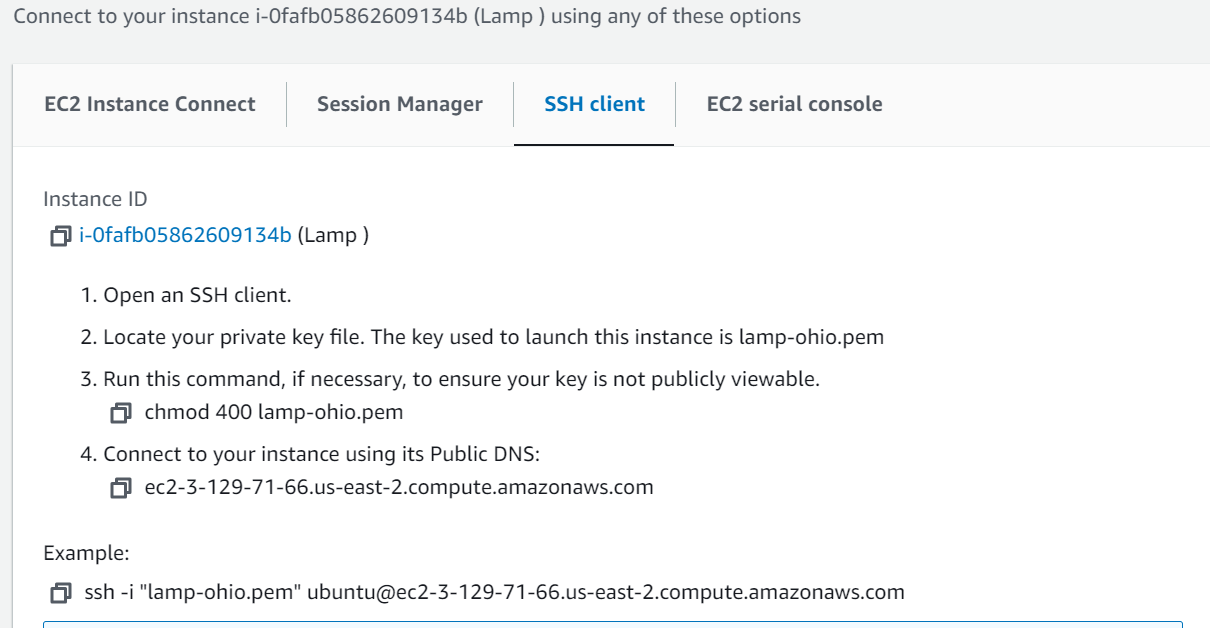 Connect to your instance i-0fafb05862609134b (Lamp ) using any of these options
EC2 Instance Connect
Session Manager
SSH client
EC2 serial console
Instance ID
i-0fafb05862609134b (Lamp )
1. Open an SSH client.
2. Locate your private key file. The key used to launch this instance is lamp-ohio.pem
3. Run this command, if necessary, to ensure your key is not publicly viewable.
chmod 400 lamp-ohio.pem
4. Connect to your instance using its Public DNS:
ec2-3-129-71-66.us-east-2.compute.amazonaws.com
Example:
ssh -i "lamp-ohio.pem" ubuntu@ec2-3-129-71-66.us-east-2.compute.amazonaws.com